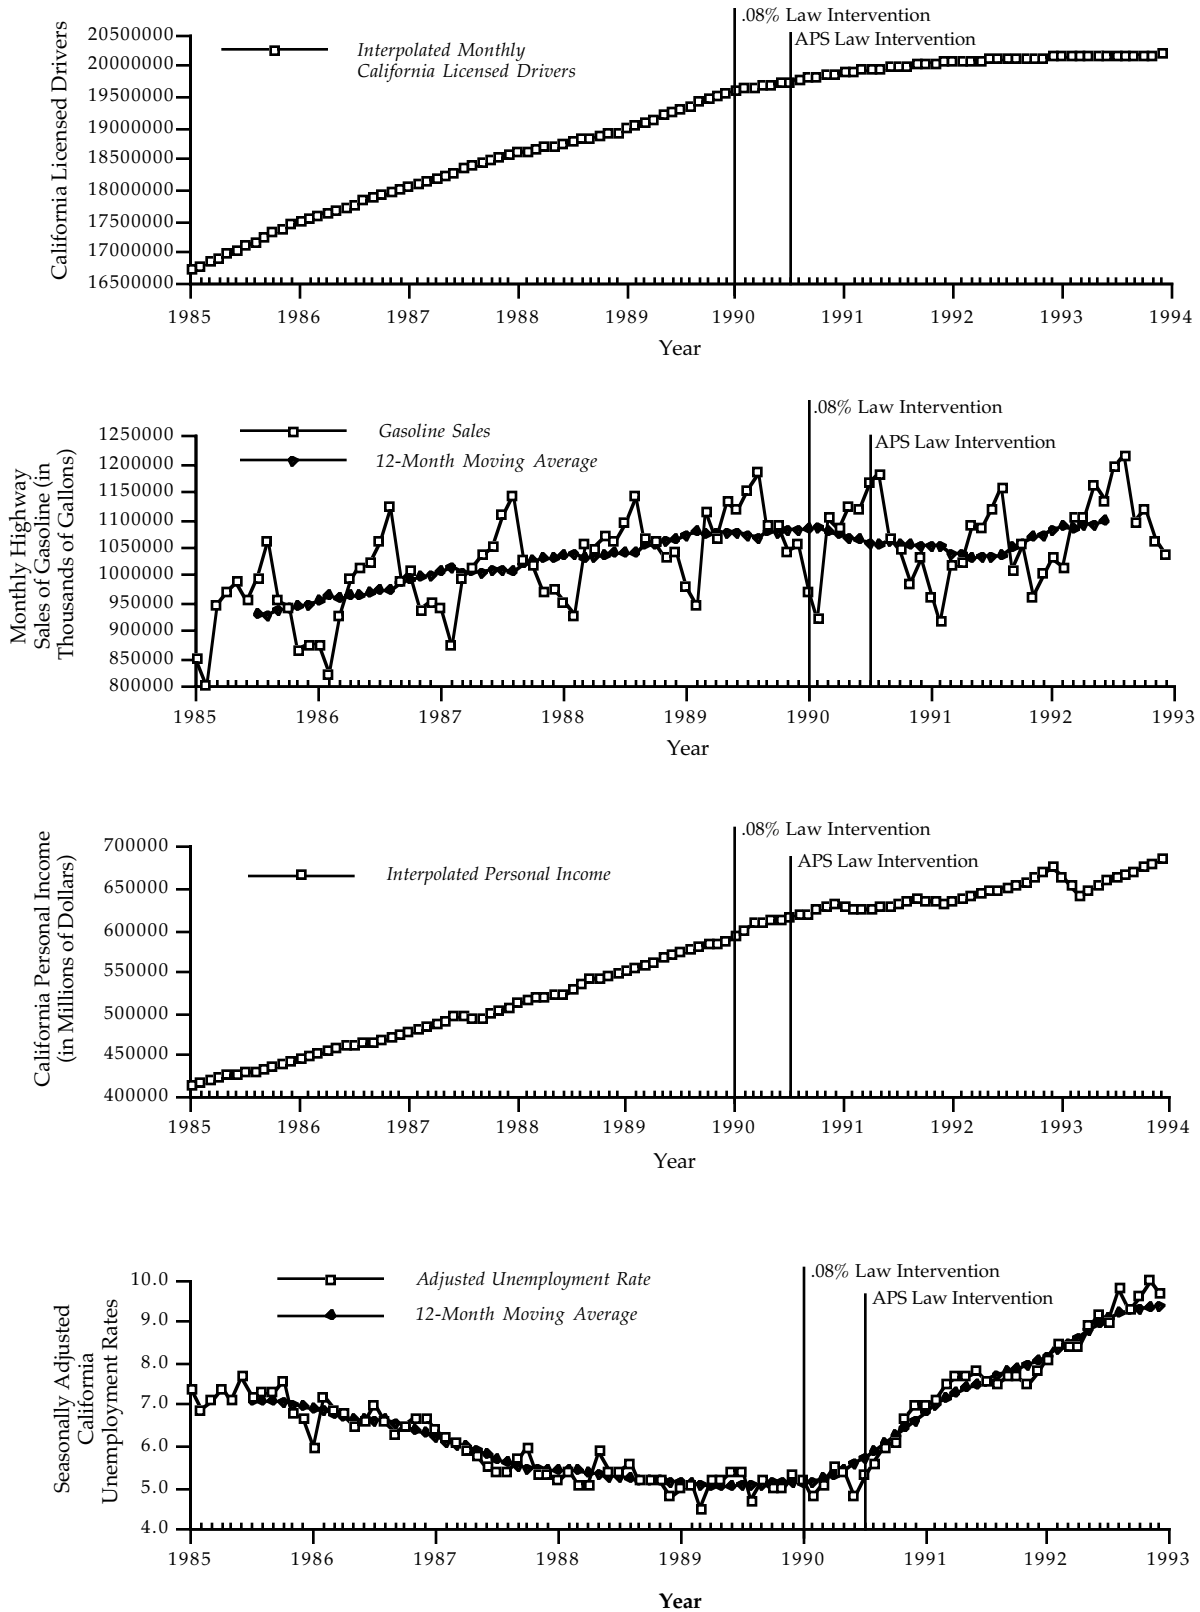 .08% Law Intervention
APS Law Intervention
Interpolated Monthly
California Licensed Drivers
California Licensed Drivers
20500000
20000000
19500000
19000000
18500000
18000000
17500000
17000000
16500000
1985 1986 1987 1988 1989 1990 1991 1992 1993 1994
Year
.08% Law Intervention
APS Law Intervention
Gasoline Sales
12-Month Moving Average
Monthly Highway
Sales of Gasoline (in
Thousands of Gallons)
1250000
1200000
1150000
1100000
1050000
1000000
950000
900000
850000
800000
1985 1986 1987 1988 1989 1990 1991 1992 1993
Year
.08% Law Intervention
APS Law Intervention
Interpolated Personal Income
California Personal Income
(in Millions of Dollars)
700000
650000
600000
550000
500000
450000
400000
1985 1986 1987 1988 1989 1990 1991 1992 1993 1994
Year
.08% Law Intervention
APS Law Intervention
Adjusted Unemployment Rate
12-Month Moving Average
Seasonally Adjusted
California
Unemployment Rates
10.0
9.0
8.0
7.0
6.0
5.0
4.0
1985 1986 1987 1988 1989 1990 1991 1992 1993
Year